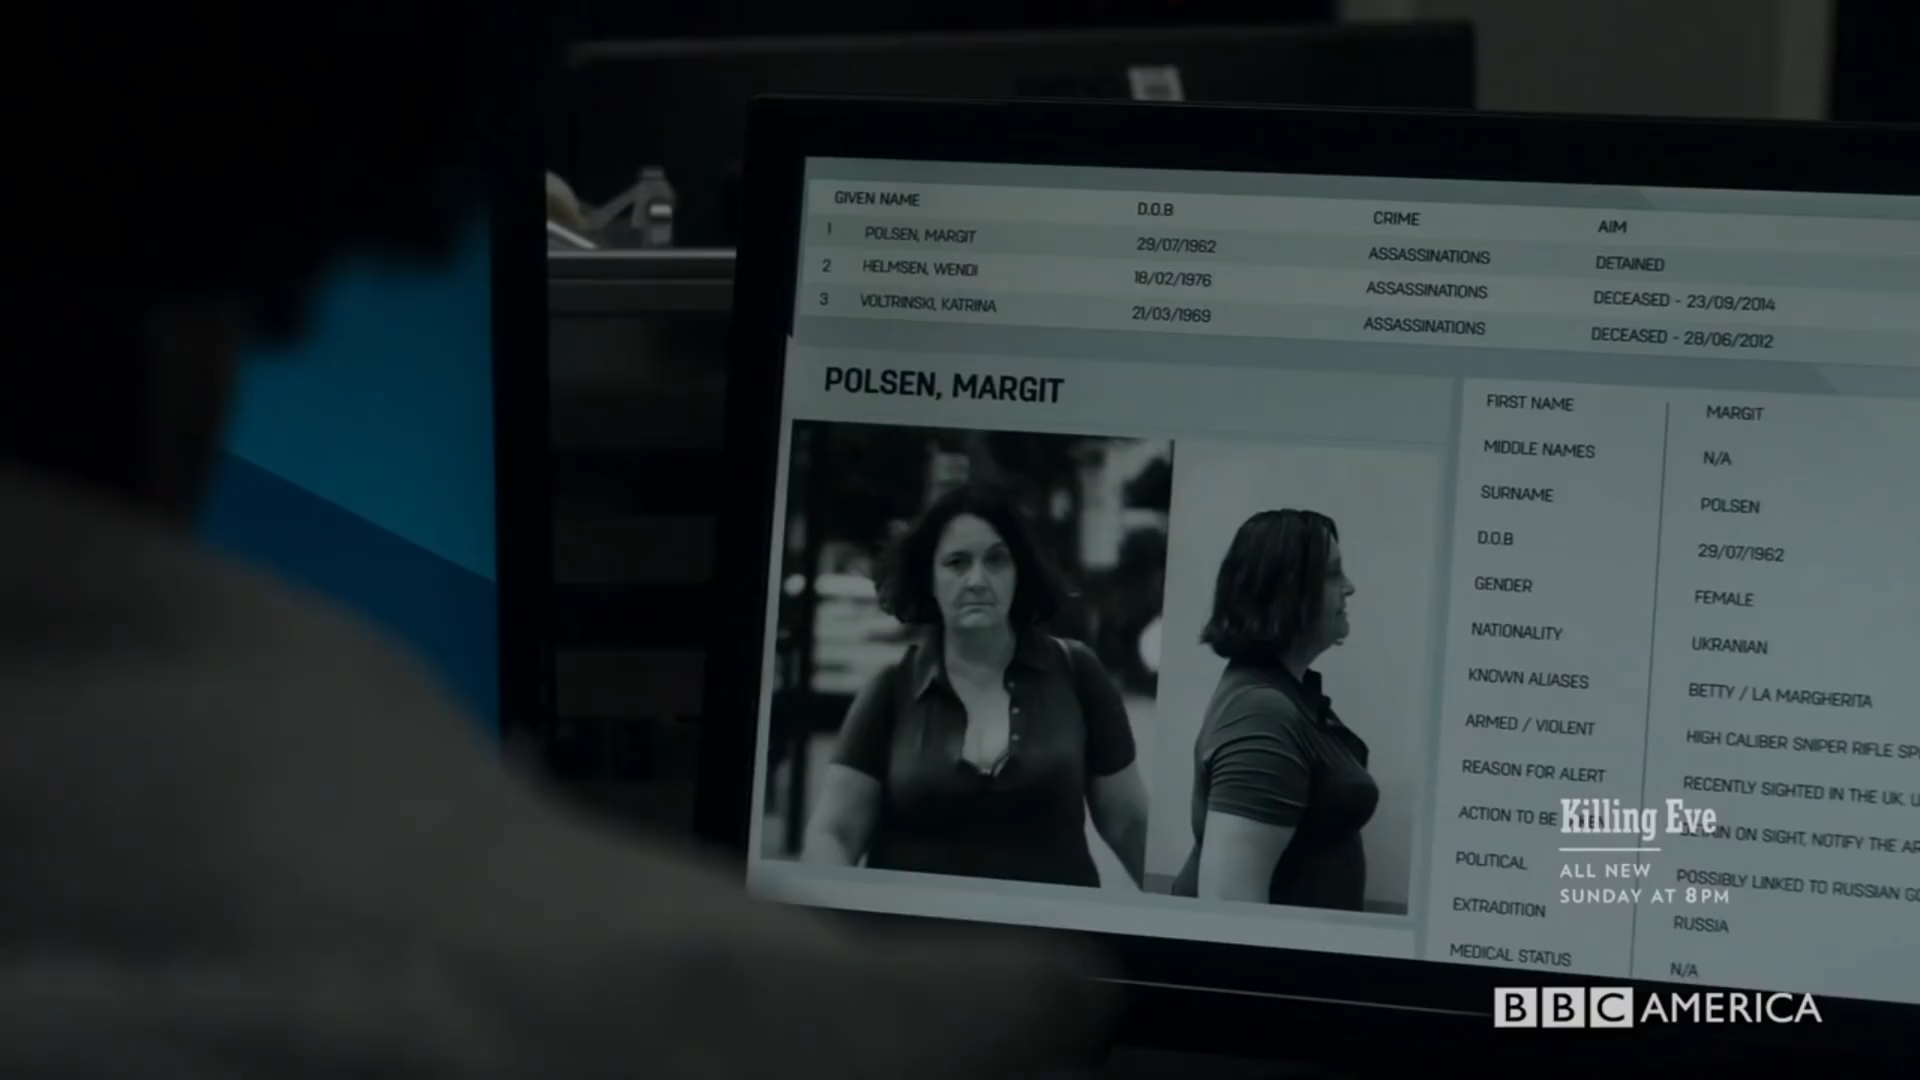 GIVEN NAME D.O.B CRIME AIM
1 POLSEN, MARGIT 29/07/1962 ASSASSINATIONS DETAINED
2 HELMSEN, WENDI 18/02/1976 ASSASSINATIONS DECEASED - 23/09/2014
3 VOLTRINSKI, KATRINA 21/03/1969 ASSASSINATIONS DECEASED - 28/06/2012
POLSEN, MARGIT
FIRST NAME MARGIT
MIDDLE NAMES N/A
SURNAME POLSEN
D.O.B 29/07/1962
GENDER FEMALE
NATIONALITY UKRANIAN
KNOWN ALIASES BETTY / LA MARGHERITA
ARMED / VIOLENT HIGH CALIBER SNIPER RIFLE
REASON FOR ALERT RECENTLY SIGHTED IN THE UK.
ACTION TO BE ON SIGHT, NOTIFY THE
POLITICAL POSSIBLY LINKED TO RUSSIAN
EXTRADITION RUSSIA
MEDICAL STATUS N/A
Killing Eve
ALL NEW
SUNDAY AT 8PM
BBC AMERICA